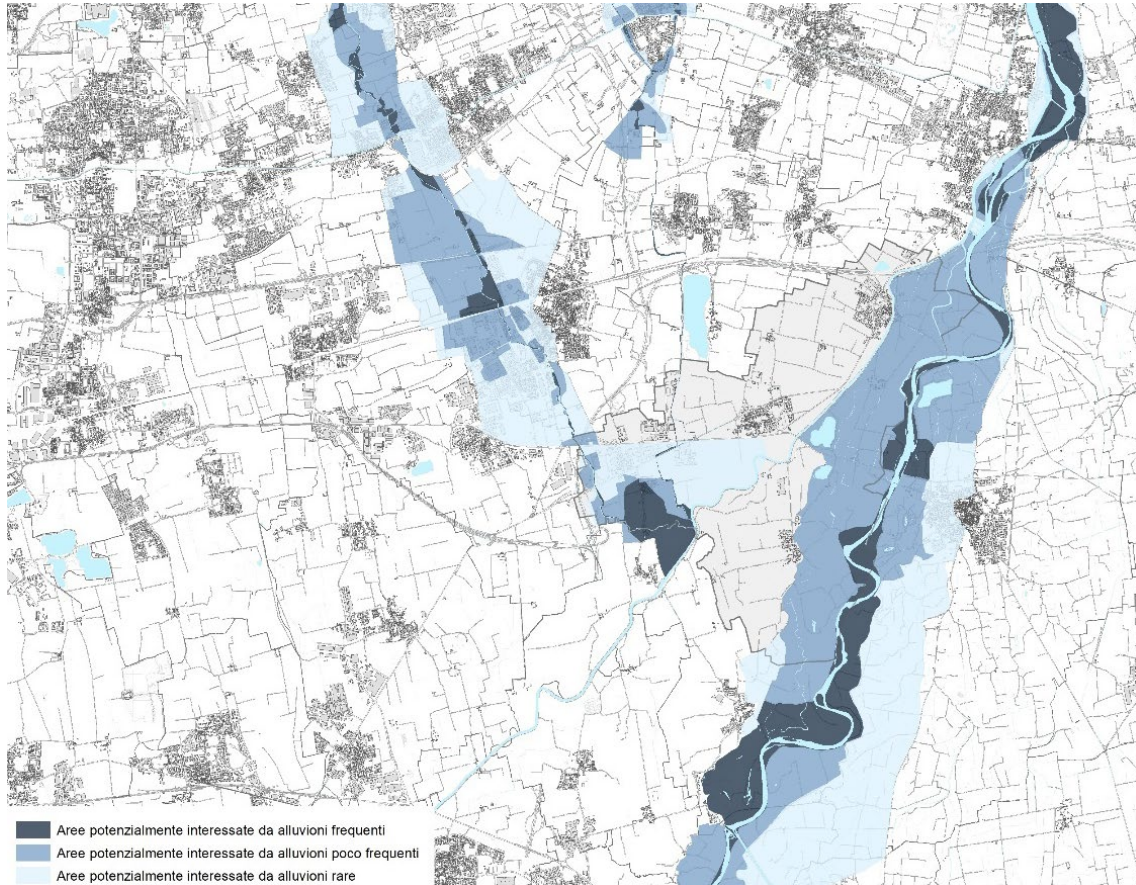 Aree potenzialmente interessate da alluvioni frequenti
Aree potenzialmente interessate da alluvioni poco frequenti
Aree potenzialmente interessate da alluvioni rare